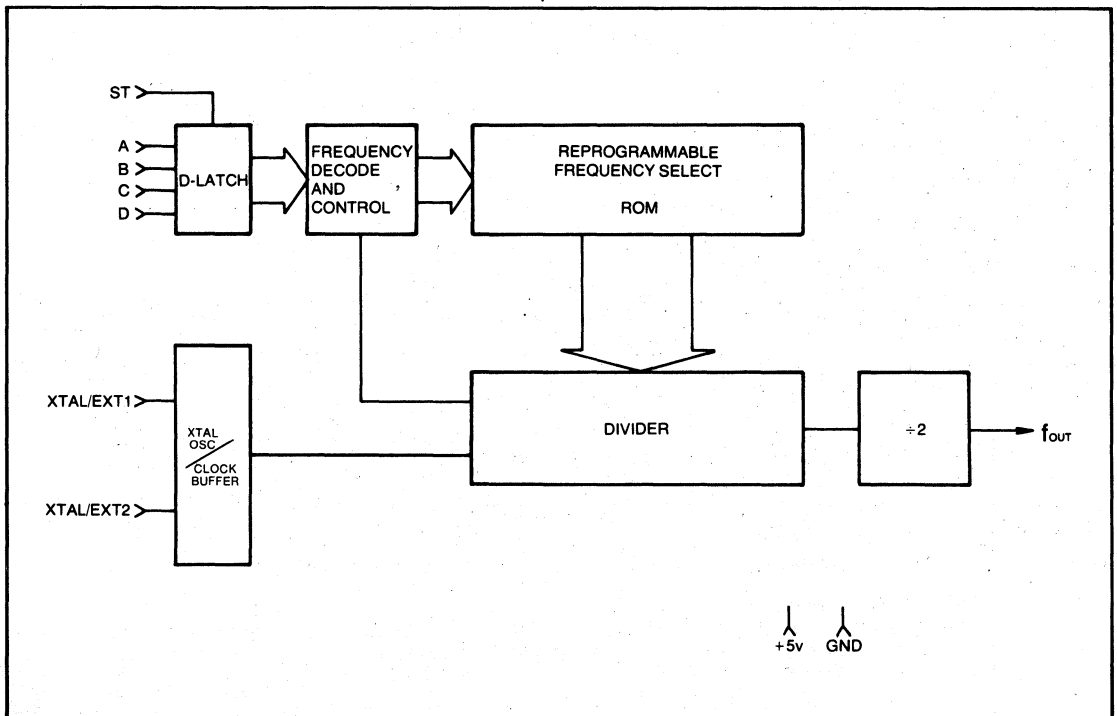 ST
A
B
C
D
D-LATCH
FREQUENCY
DECODE
AND
CONTROL
REPROGRAMMABLE
FREQUENCY SELECT
ROM
XTAL/EXT1
XTAL/EXT2
XTAL
OSC
CLOCK
BUFFER
DIVIDER
÷2
fOUT
+5v
GND